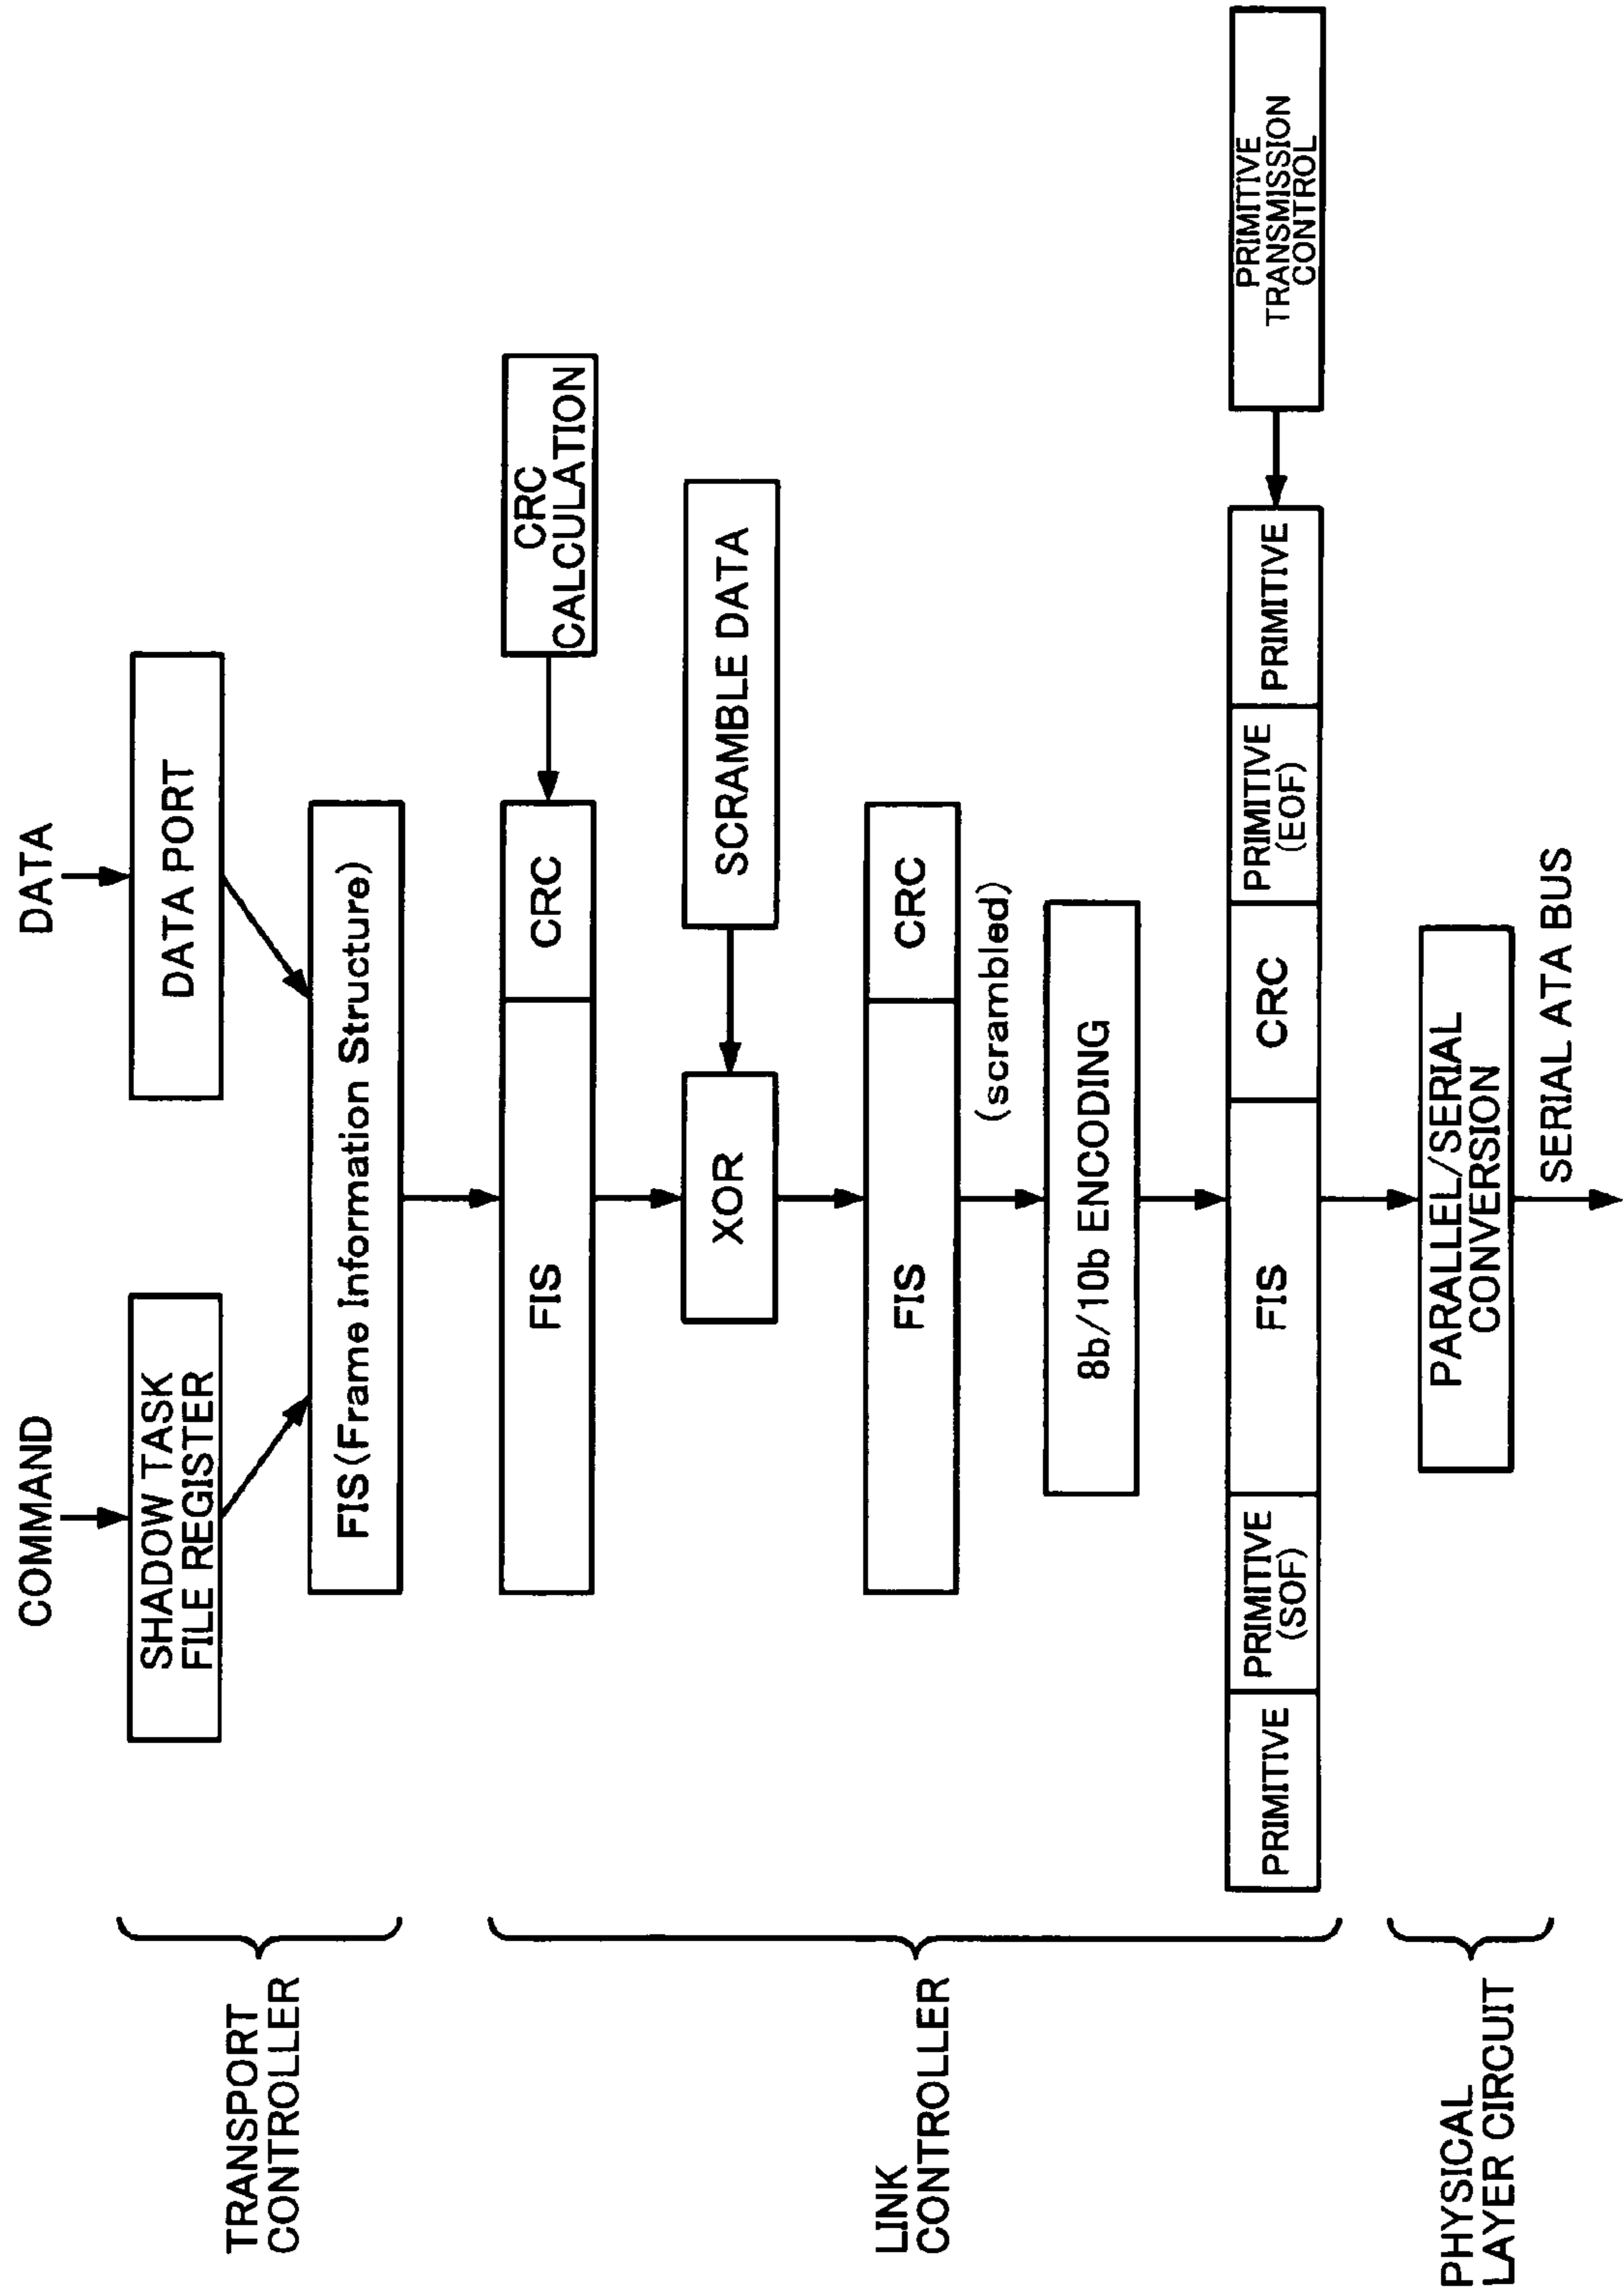 COMMAND
DATA
SHADOW TASK
FILE REGISTER
DATA PORT
TRANSPORT
CONTROLLER
FIS (Frame Information Structure)
FIS
CRC
CRC
CALCULATION
XOR
SCRAMBLE DATA
LINK
CONTROLLER
FIS
CRC
(scrambled)
8b/10b ENCODING
PRIMITIVE
PRIMITIVE
(SOF)
FIS
CRC
PRIMITIVE
(EOF)
PRIMITIVE
PRIMITIVE
TRANSMISSION
CONTROL
PHYSICAL
LAYER CIRCUIT
PARALLEL/SERIAL
CONVERSION
SERIAL ATA BUS